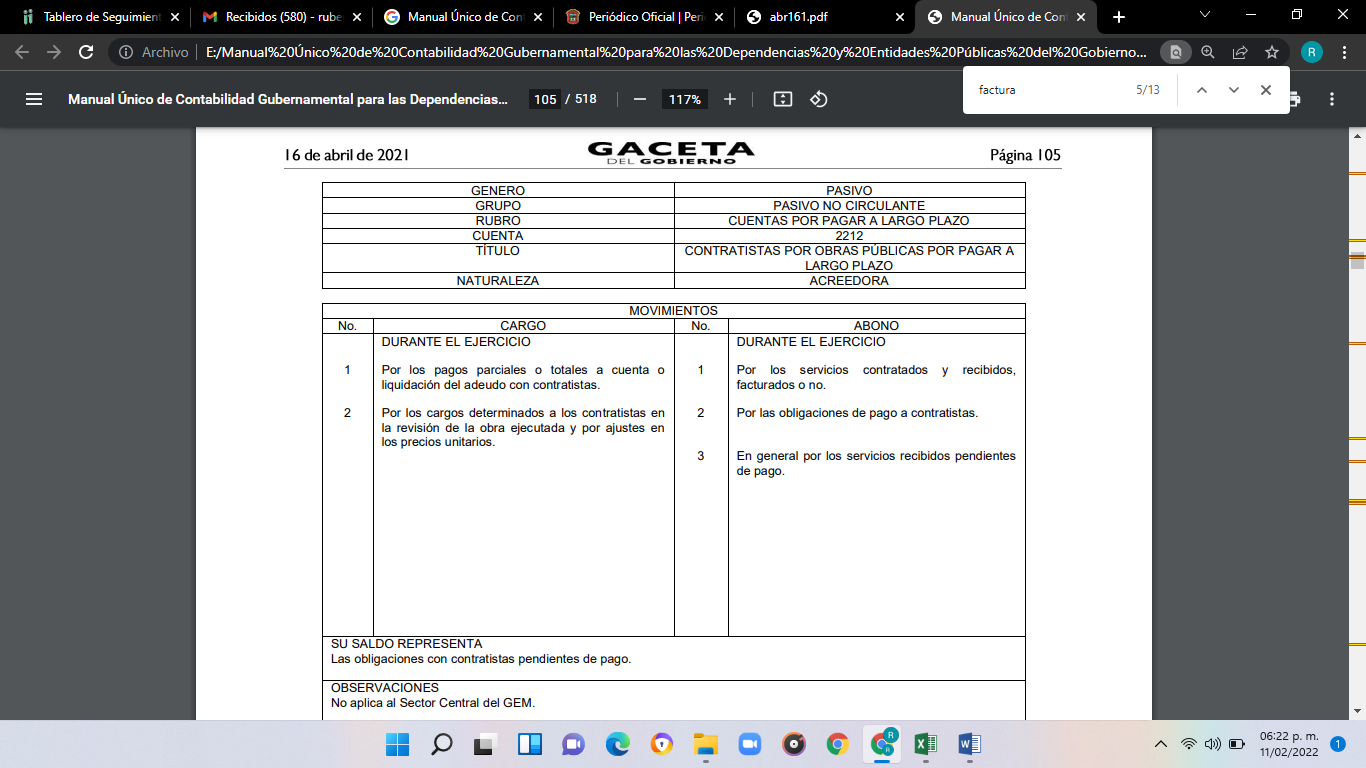 Tablero de Seguimient
Recibidos (580) - rube
Manual Único de Con
Periódico Oficial | Peri
abr161.pdf
Manual Único de Con
Archivo
E:/Manual%20Único%20de%20Contabilidad%20Gubernamental%20para%20las%20Dependencias%20y%20Entidades%20Públicas%20del%20Gobierno...
R
Manual Único de Contabilidad Gubernamental para las Dependencias...
105 / 518
117%
factura
5/13
16 de abril de 2021
GACETA
DEL GOBIERNO
Página 105
GENERO PASIVO
GRUPO PASIVO NO CIRCULANTE
RUBRO CUENTAS POR PAGAR A LARGO PLAZO
CUENTA 2212
TÍTULO CONTRATISTAS POR OBRAS PÚBLICAS POR PAGAR A
LARGO PLAZO
NATURALEZA ACREEDORA
MOVIMIENTOS
No. CARGO No. ABONO
DURANTE EL EJERCICIO DURANTE EL EJERCICIO
1 Por los pagos parciales o totales a cuenta o 1 Por los servicios contratados y recibidos,
liquidación del adeudo con contratistas. facturados o no.
2 Por los cargos determinados a los contratistas en 2 Por las obligaciones de pago a contratistas.
la revisión de la obra ejecutada y por ajustes en
los precios unitarios.
3 En general por los servicios recibidos pendientes
de pago.
SU SALDO REPRESENTA
Las obligaciones con contratistas pendientes de pago.
OBSERVACIONES
No aplica al Sector Central del GEM.
R
06:22 p. m.
11/02/2022
1